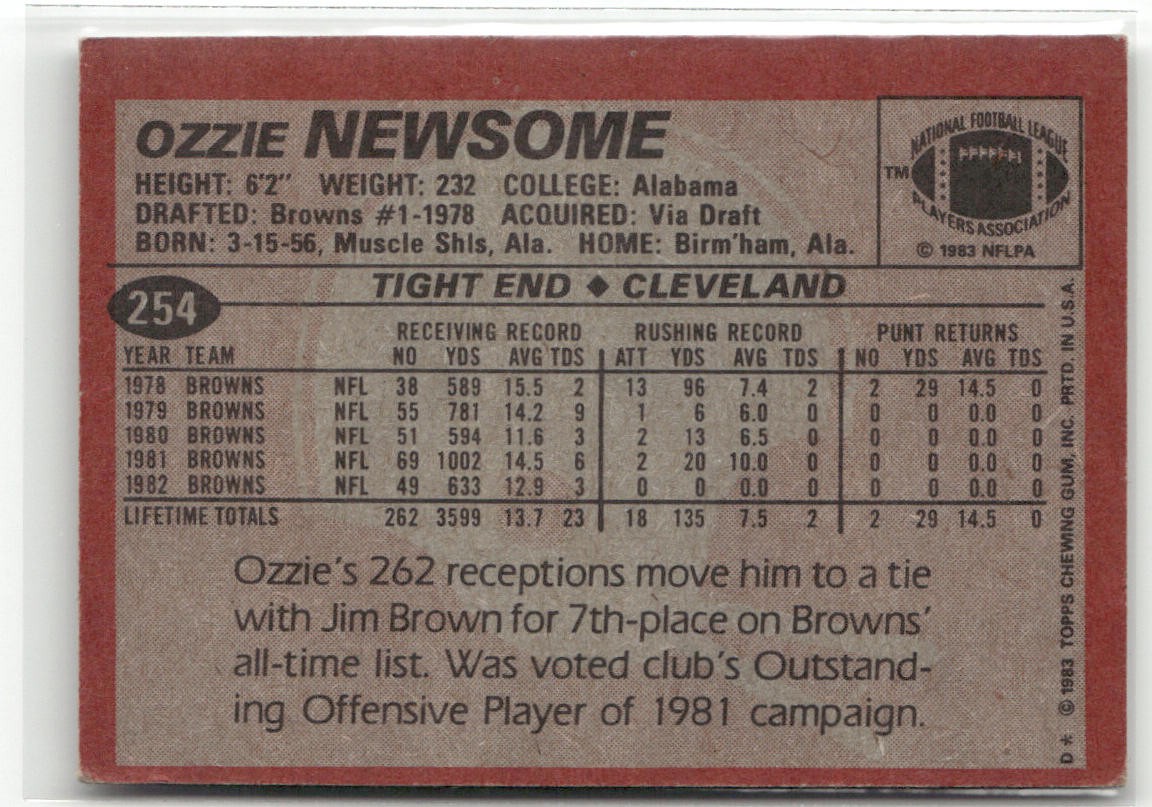 OZZIE NEWSOME
HEIGHT: 6'2" WEIGHT: 232 COLLEGE: Alabama
DRAFTED: Browns #1-1978 ACQUIRED: Via Draft
BORN: 3-15-56, Muscle Shls, Ala. HOME: Birm'ham, Ala.
NATIONAL FOOTBALL LEAGUE
TM
PLAYERS ASSOCIATION
© 1983 NFLPA
254
TIGHT END ◆ CLEVELAND
RECEIVING RECORD RUSHING RECORD PUNT RETURNS
YEAR TEAM NO YDS AVG TDS ATT YDS AVG TDS NO YDS AVG TDS
1978 BROWNS NFL 38 589 15.5 2 13 96 7.4 2 2 29 14.5 0
1979 BROWNS NFL 55 781 14.2 9 1 6 6.0 0 0 0 0.0 0
1980 BROWNS NFL 51 594 11.6 3 2 13 6.5 0 0 0 0.0 0
1981 BROWNS NFL 69 1002 14.5 6 2 20 10.0 0 0 0 0.0 0
1982 BROWNS NFL 49 633 12.9 3 0 0 0.0 0 0 0 0.0 0
LIFETIME TOTALS 262 3599 13.7 23 18 135 7.5 2 2 29 14.5 0
Ozzie's 262 receptions move him to a tie
with Jim Brown for 7th-place on Browns'
all-time list. Was voted club's Outstand-
ing Offensive Player of 1981 campaign.
D* © 1983 TOPPS CHEWING GUM, INC. PRTD. IN U.S.A.